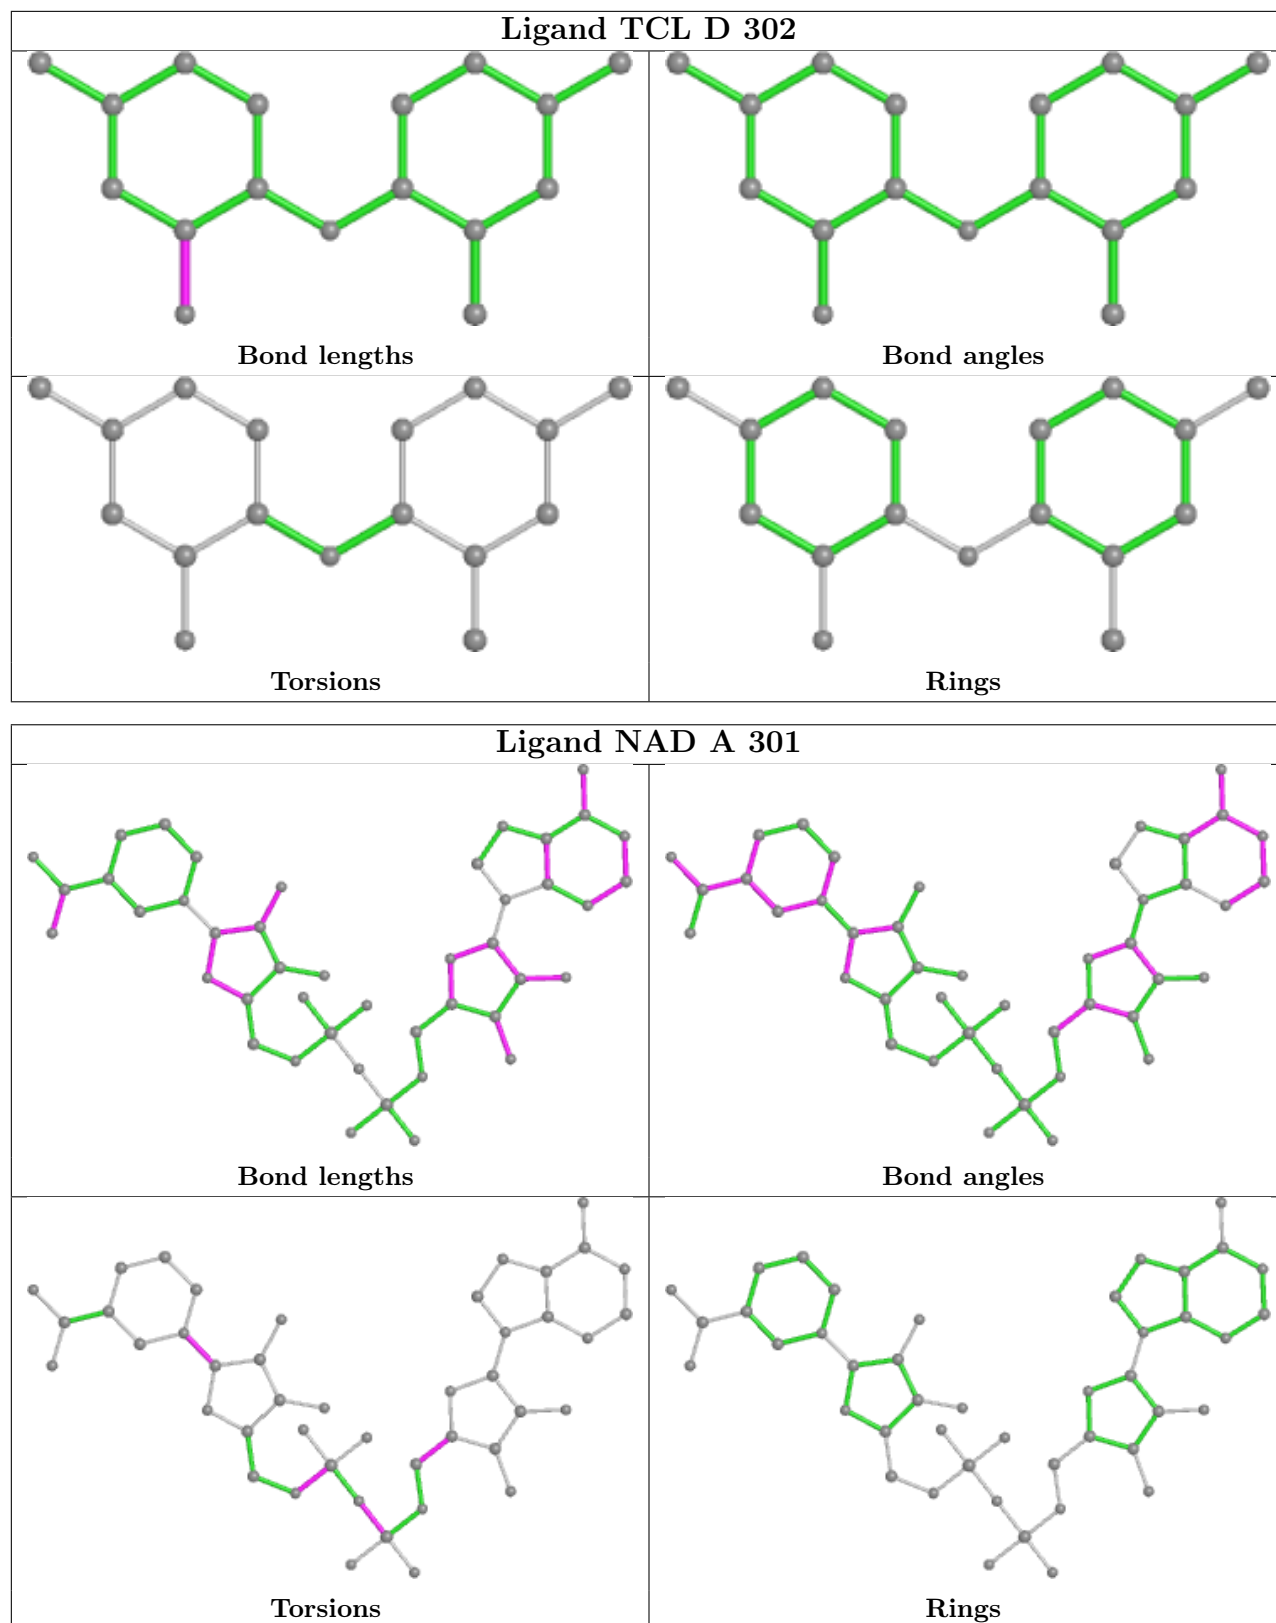 Ligand TCL D 302
Bond lengths
Bond angles
Torsions
Rings
Ligand NAD A 301
Bond lengths
Bond angles
Torsions
Rings